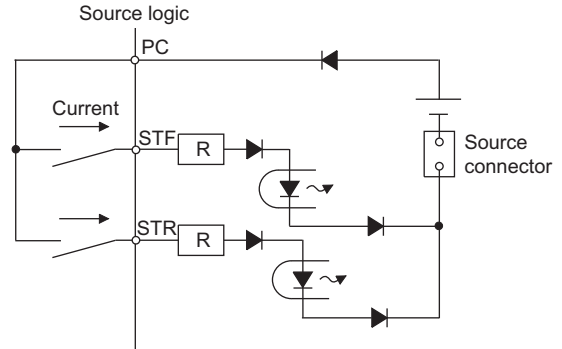 Source logic
PC
Current
STF
R
Source
connector
STR
R